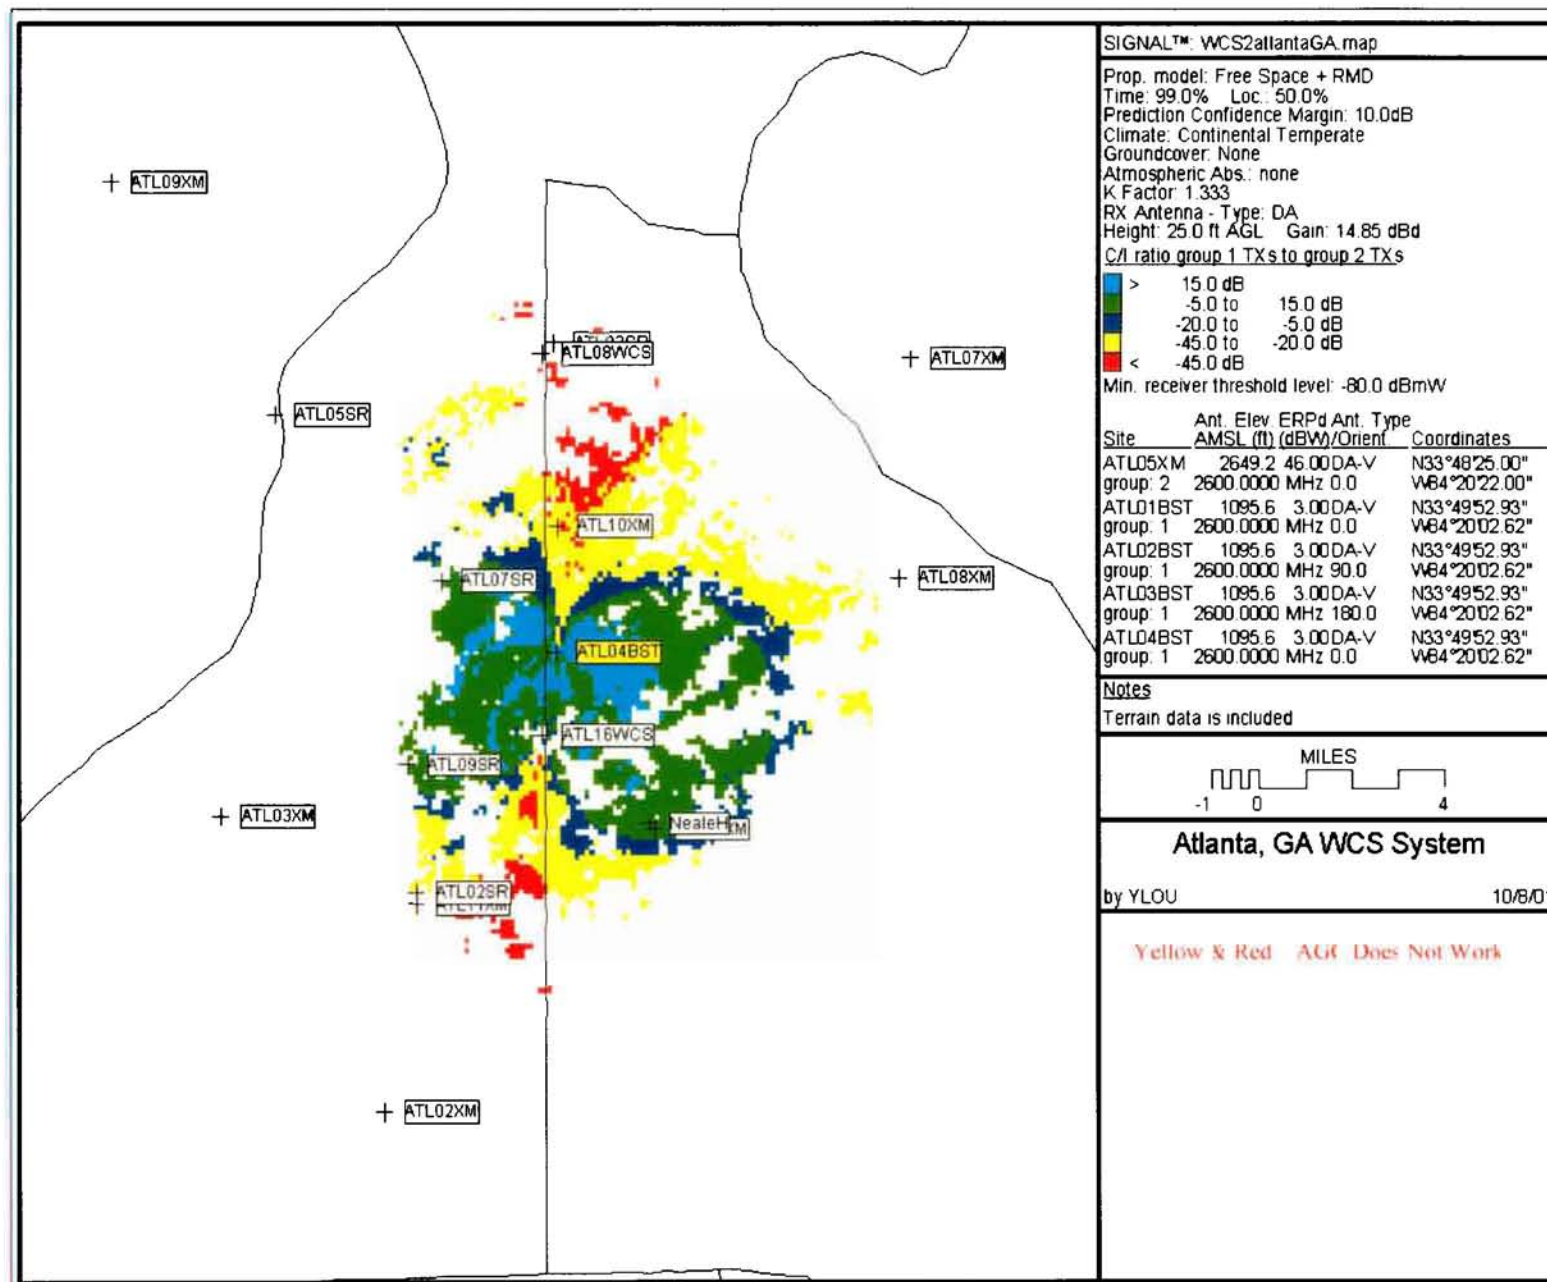 SIGNAL™: WCS2atlantaGA.map
Prop. model: Free Space + RMD
Time: 99.0% Loc.: 50.0%
Prediction Confidence Margin: 10.0dB
Climate: Continental Temperate
Groundcover: None
Atmospheric Abs.: none
K Factor: 1.333
RX Antenna - Type: DA
Height: 25.0 ft AGL Gain: 14.85 dBd
C/I ratio group 1 TXs to group 2 TXs
> 15.0 dB
-5.0 to 15.0 dB
-20.0 to -5.0 dB
-45.0 to -20.0 dB
< -45.0 dB
Min. receiver threshold level: -80.0 dBmW
Ant. Elev. ERPd Ant. Type
Site AMSL (ft) (dBW)/Orient. Coordinates
ATL05XM 2649.2 46.00 DA-V N33°48'25.00"
group: 2 2600.0000 MHz 0.0 W84°20'22.00"
ATL01BST 1095.6 3.00 DA-V N33°49'52.93"
group: 1 2600.0000 MHz 0.0 W84°20'02.62"
ATL02BST 1095.6 3.00 DA-V N33°49'52.93"
group: 1 2600.0000 MHz 90.0 W84°20'02.62"
ATL03BST 1095.6 3.00 DA-V N33°49'52.93"
group: 1 2600.0000 MHz 180.0 W84°20'02.62"
ATL04BST 1095.6 3.00 DA-V N33°49'52.93"
group: 1 2600.0000 MHz 0.0 W84°20'02.62"
Notes
Terrain data is included
MILES
-1 0 4
Atlanta, GA WCS System
by YLOU 10/8/01
Yellow & Red AGC Does Not Work
ATL09XM
ATL08WCS
ATL07XM
ATL05SR
ATL10XM
ATL07SR
ATL08XM
ATL04BST
ATL16WCS
ATL09SR
ATL03XM
NealeH
ATL02SR
ATL11XM
ATL02XM